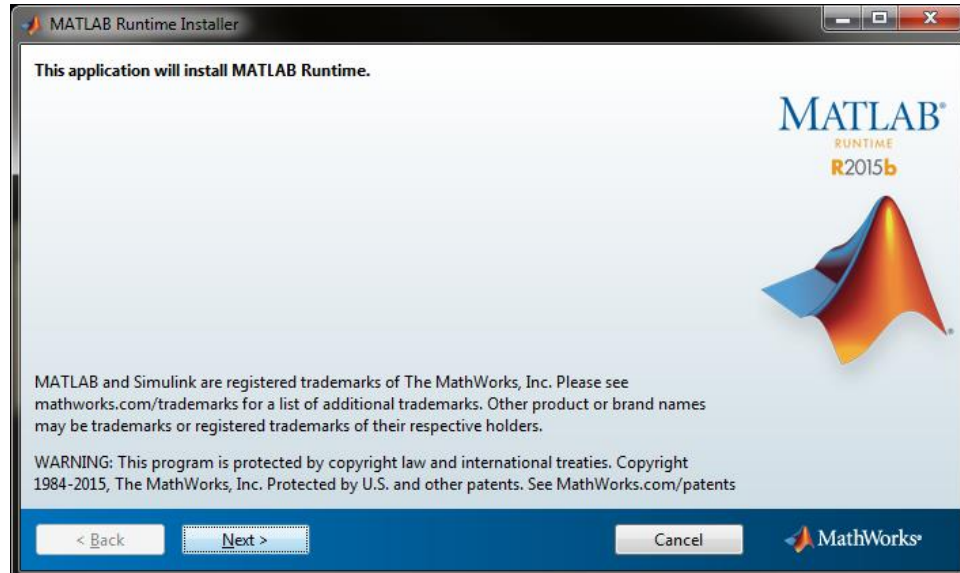 MATLAB Runtime Installer
This application will install MATLAB Runtime.
MATLAB®
RUNTIME
R2015b
®
MATLAB and Simulink are registered trademarks of The MathWorks, Inc. Please see
mathworks.com/trademarks for a list of additional trademarks. Other product or brand names
may be trademarks or registered trademarks of their respective holders.
WARNING: This program is protected by copyright law and international treaties. Copyright
1984-2015, The MathWorks, Inc. Protected by U.S. and other patents. See MathWorks.com/patents
< Back
Next >
Cancel
MathWorks®